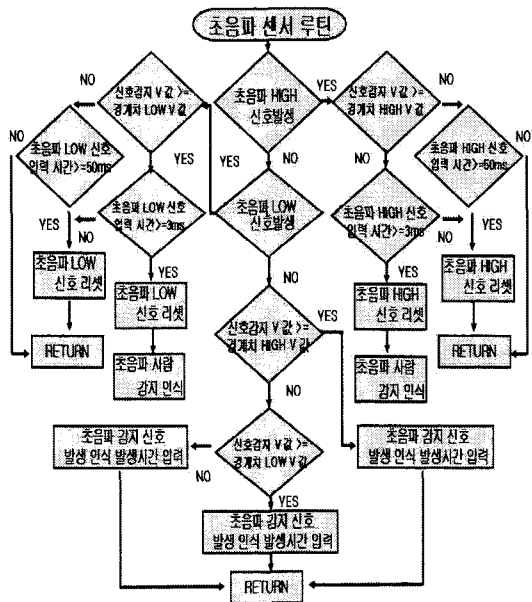 초음파 센서 루틴
신호감지 V 값 >=
경계치 LOW V 값
NO
초음파 HIGH
신호발생
YES
신호감지 V 값 >=
경계치 HIGH V 값
NO
NO
초음파 LOW 신호
입력 시간>=50ms
YES
NO
NO
초음파 HIGH 신호
입력 시간>=50ms
NO
초음파 LOW 신호
입력 시간>=3ms
초음파 LOW
신호발생
초음파 HIGH 신호
입력 시간>=3ms
YES
NO
NO
YES
초음파 LOW
신호 리셋
YES
초음파 LOW
신호 리셋
NO
YES
초음파 HIGH
신호 리셋
초음파 HIGH
신호 리셋
RETURN
초음파 사람
감지 인식
신호감지 V 값 >=
경계치 HIGH V 값
YES
초음파 사람
감지 인식
RETURN
NO
초음파 감지 신호
발생 인식 발생시간 입력
NO
신호감지 V 값 >=
경계치 LOW V 값
초음파 감지 신호
발생 인식 발생시간 입력
YES
초음파 감지 신호
발생 인식 발생시간 입력
RETURN